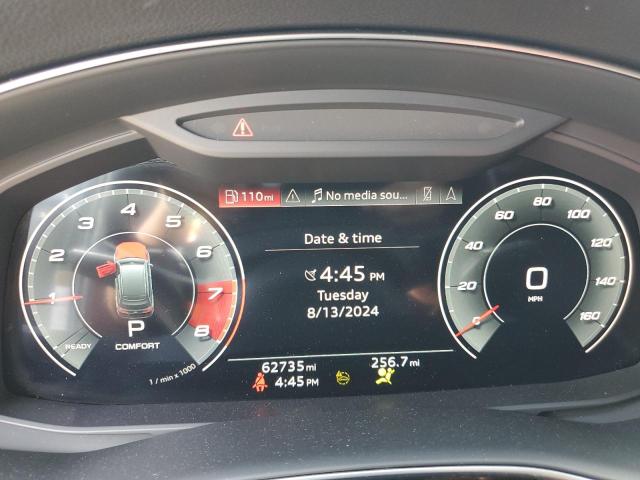 110mi No media sou...
Date & time
4:45 PM
Tuesday
8/13/2024
62735mi 256.7mi
4:45 PM
1 2 3 4 5 6 7 8
READY
P
COMFORT
1 / min x 1000
0 20 40 60 80 100 120 140 160
0
MPH